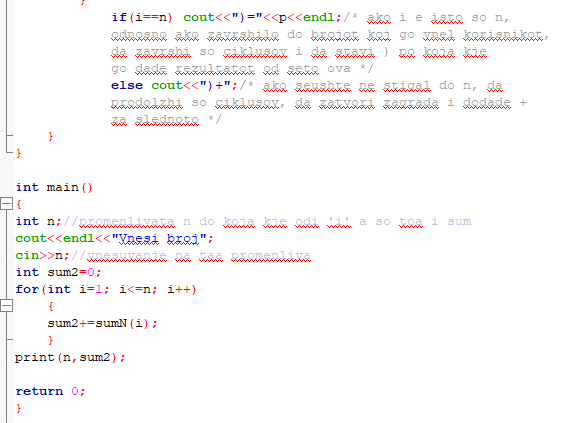 }
if(i==n) cout<<")="<<p<<endl;/* ako i e isto so n,
odnosno ako zavrshilo do brojot koj go vnel korisnikot,
da zavrshi so ciklusov i da stavi ) po koja kje
go dade rezultatot od seto ova */
else cout<<")+";/* ako seushte ne stigal do n, da
prodolzhi so ciklusov, da zatvori zagrada i dodade +
za slednoto */
}
}
int main()
{
int n;//promenlivata n do koja kje odi 'i' a so toa i sum
cout<<endl<<"Vnesi broj";
cin>>n;//vnesuvanje na taa promenliva
int sum2=0;
for(int i=1; i<=n; i++)
{
sum2+=sumN(i);
}
print(n,sum2);
return 0;
}